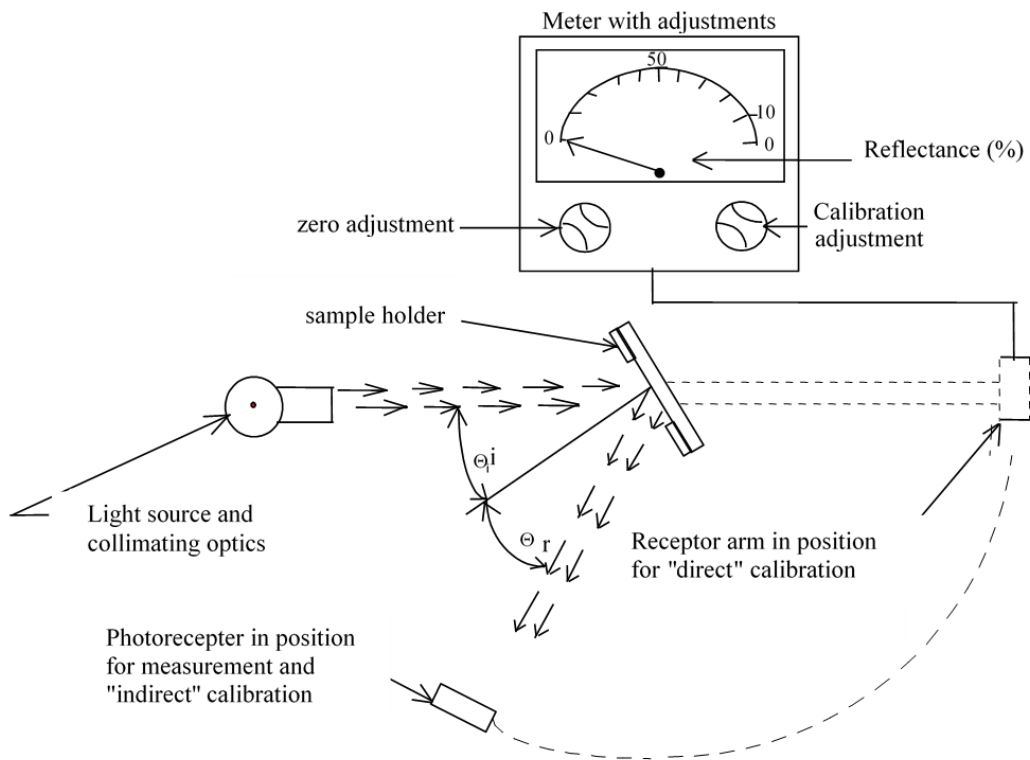 Meter with adjustments
50
10
0
0
Reflectance (%)
zero adjustment
Calibration
adjustment
sample holder
Θi i
Light source and
collimating optics
Θ r
Receptor arm in position
for "direct" calibration
Photorecepter in position
for measurement and
"indirect" calibration